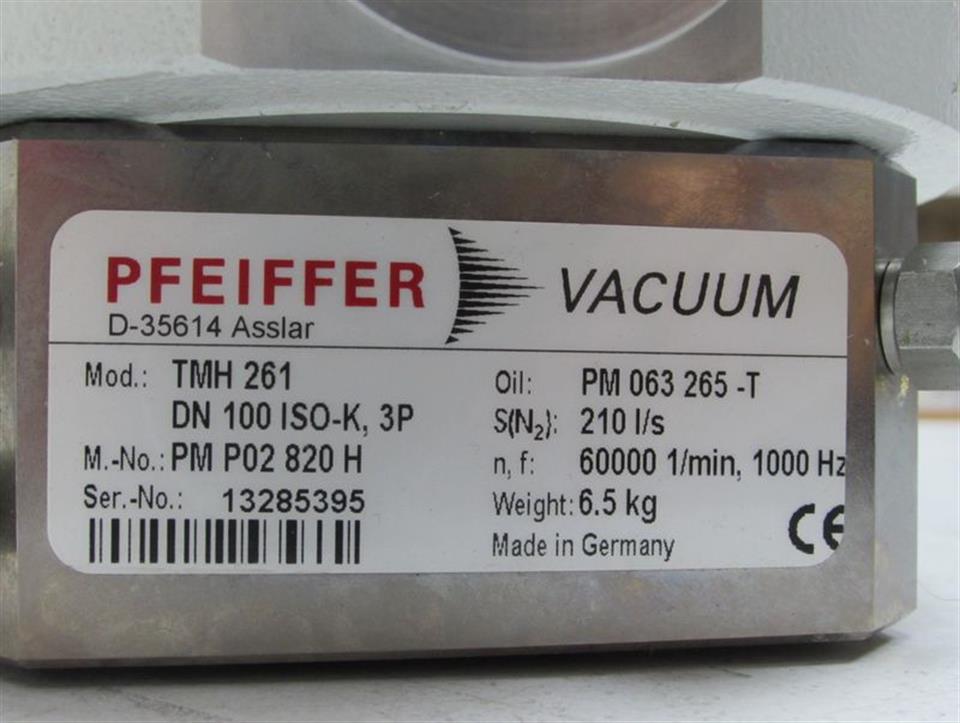 PFEIFFER VACUUM
D-35614 Asslar
Mod.: TMH 261
DN 100 ISO-K, 3P
M.-No.: PM P02 820 H
Ser.-No.: 13285395
Oil: PM 063 265 -T
S(N₂): 210 l/s
n, f: 60000 1/min, 1000 Hz
Weight: 6.5 kg
Made in Germany
CE